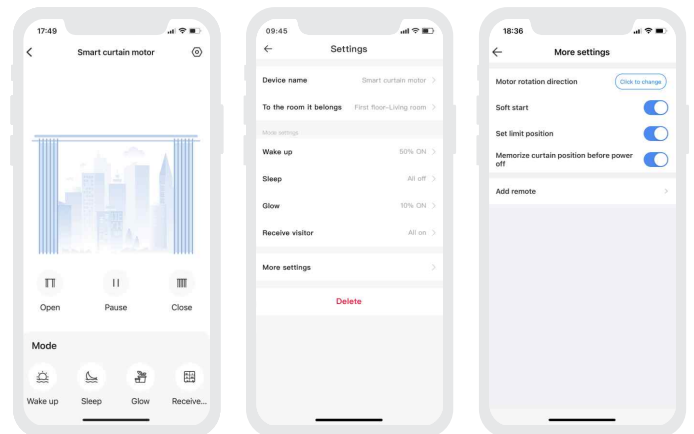 17:49
Smart curtain motor
Open Pause Close
Mode
Wake up Sleep Glow Receive...
09:45
Settings
Device name Smart curtain motor
To the room it belongs First floor-Living room
More settings
Wake up 50% ON
Sleep All off
Glow 10% ON
Receive visitor All on
More settings
Delete
18:36
More settings
Motor rotation direction Click to change
Soft start
Set limit position
Memorize curtain position before power
off
Add remote